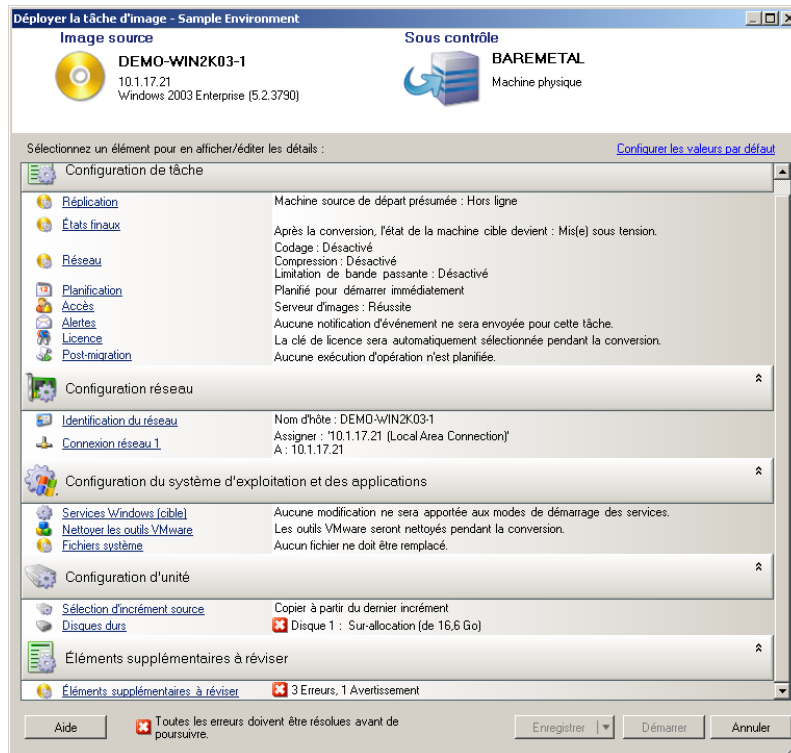 Déployer la tâche d'image - Sample Environment
Image source
Sous contrôle
DEMO-WIN2K03-1
10.1.17.21
Windows 2003 Enterprise (5.2.3790)
BAREMETAL
Machine physique
Sélectionnez un élément pour en afficher/éditer les détails :
Configurer les valeurs par défaut
Configuration de tâche
Réplication Machine source de départ présumée : Hors ligne
États finaux Après la conversion, l'état de la machine cible devient : Mis(e) sous tension.
Codage : Désactivé
Réseau Compression : Désactivé
Limitation de bande passante : Désactivé
Planification Planifié pour démarrer immédiatement
Accès Serveur d'images : Réussite
Alertes Aucune notification d'événement ne sera envoyée pour cette tâche.
Licence La clé de licence sera automatiquement sélectionnée pendant la conversion.
Post-migration Aucune exécution d'opération n'est planifiée.
Configuration réseau
Identification du réseau Nom d'hôte : DEMO-WIN2K03-1
Connexion réseau 1 Assigner : '10.1.17.21 (Local Area Connection)'
A : 10.1.17.21
Configuration du système d'exploitation et des applications
Services Windows (cible) Aucune modification ne sera apportée aux modes de démarrage des services.
Nettoyer les outils VMware Les outils VMware seront nettoyés pendant la conversion.
Fichiers système Aucun fichier ne doit être remplacé.
Configuration d'unité
Sélection d'incrément source Copier à partir du dernier incrément
Disques durs Disque 1 : Sur-allocation (de 16,6 Go)
Éléments supplémentaires à réviser
Éléments supplémentaires à réviser 3 Erreurs, 1 Avertissement
Aide
Toutes les erreurs doivent être résolues avant de
poursuivre.
Enregistrer
Démarrer
Annuler